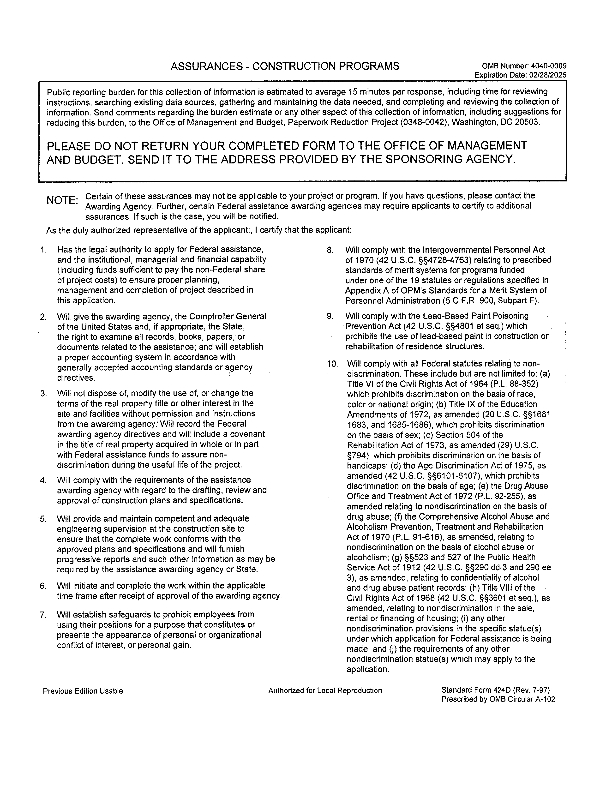 ASSURANCES - CONSTRUCTION PROGRAMS
OMB Number: 4040-0009
Expiration Date: 02/28/2025
Public reporting burden for this collection of information is estimated to average 15 minutes per response, including time for reviewing
instructions, searching existing data sources, gathering and maintaining the data needed, and completing and reviewing the collection of
information. Send comments regarding the burden estimate or any other aspect of this collection of information, including suggestions for
reducing this burden, to the Office of Management and Budget, Paperwork Reduction Project (0348-0042), Washington, DC 20503.
PLEASE DO NOT RETURN YOUR COMPLETED FORM TO THE OFFICE OF MANAGEMENT
AND BUDGET. SEND IT TO THE ADDRESS PROVIDED BY THE SPONSORING AGENCY.
NOTE: Certain of these assurances may not be applicable to your project or program. If you have questions, please contact the
Awarding Agency. Further, certain Federal assistance awarding agencies may require applicants to certify to additional
assurances. If such is the case, you will be notified.
As the duly authorized representative of the applicant:, I certify that the applicant:
1. Has the legal authority to apply for Federal assistance,
and the institutional, managerial and financial capability
(including funds sufficient to pay the non-Federal share
of project costs) to ensure proper planning,
management and completion of project described in
this application.
2. Will give the awarding agency, the Comptroller General
of the United States and, if appropriate, the State,
the right to examine all records, books, papers, or
documents related to the assistance; and will establish
a proper accounting system in accordance with
generally accepted accounting standards or agency
directives.
3. Will not dispose of, modify the use of, or change the
terms of the real property title or other interest in the
site and facilities without permission and instructions
from the awarding agency. Will record the Federal
awarding agency directives and will include a covenant
in the title of real property acquired in whole or in part
with Federal assistance funds to assure non-
discrimination during the useful life of the project.
4. Will comply with the requirements of the assistance
awarding agency with regard to the drafting, review and
approval of construction plans and specifications.
5. Will provide and maintain competent and adequate
engineering supervision at the construction site to
ensure that the complete work conforms with the
approved plans and specifications and will furnish
progressive reports and such other information as may be
required by the assistance awarding agency or State.
6. Will initiate and complete the work within the applicable
time frame after receipt of approval of the awarding agency
7. Will establish safeguards to prohibit employees from
using their positions for a purpose that constitutes or
presents the appearance of personal or organizational
conflict of interest, or personal gain.
8. Will comply with the Intergovernmental Personnel Act
of 1970 (42 U.S.C. §§4728-4763) relating to prescribed
standards of merit systems for programs funded
under one of the 19 statutes or regulations specified in
Appendix A of OPM's Standards for a Merit System of
Personnel Administration (5 C.F.R. 900, Subpart F).
9. Will comply with the Lead-Based Paint Poisoning
Prevention Act (42 U.S.C. §§4801 et seq.) which
prohibits the use of lead-based paint in construction or
rehabilitation of residence structures.
10. Will comply with all Federal statutes relating to non-
discrimination. These include but are not limited to: (a)
Title VI of the Civil Rights Act of 1964 (P.L. 88-352)
which prohibits discrimination on the basis of race,
color or national origin; (b) Title IX of the Education
Amendments of 1972, as amended (20 U.S.C. §§1681
1683, and 1685-1686), which prohibits discrimination
on the basis of sex; (c) Section 504 of the
Rehabilitation Act of 1973, as amended (29) U.S.C.
§794), which prohibits discrimination on the basis of
handicaps; (d) the Age Discrimination Act of 1975, as
amended (42 U.S.C. §§6101-6107), which prohibits
discrimination on the basis of age; (e) the Drug Abuse
Office and Treatment Act of 1972 (P.L. 92-255), as
amended relating to nondiscrimination on the basis of
drug abuse; (f) the Comprehensive Alcohol Abuse and
Alcoholism Prevention, Treatment and Rehabilitation
Act of 1970 (P.L. 91-616), as amended, relating to
nondiscrimination on the basis of alcohol abuse or
alcoholism; (g) §§523 and 527 of the Public Health
Service Act of 1912 (42 U.S.C. §§290 dd-3 and 290 ee
3), as amended, relating to confidentiality of alcohol
and drug abuse patient records; (h) Title VIII of the
Civil Rights Act of 1968 (42 U.S.C. §§3601 et seq.), as
amended, relating to nondiscrimination in the sale,
rental or financing of housing; (i) any other
nondiscrimination provisions in the specific statue(s)
under which application for Federal assistance is being
made; and (j) the requirements of any other
nondiscrimination statue(s) which may apply to the
application.
Previous Edition Usable
Authorized for Local Reproduction
Standard Form 424D (Rev. 7-97)
Prescribed by OMB Circular A-102